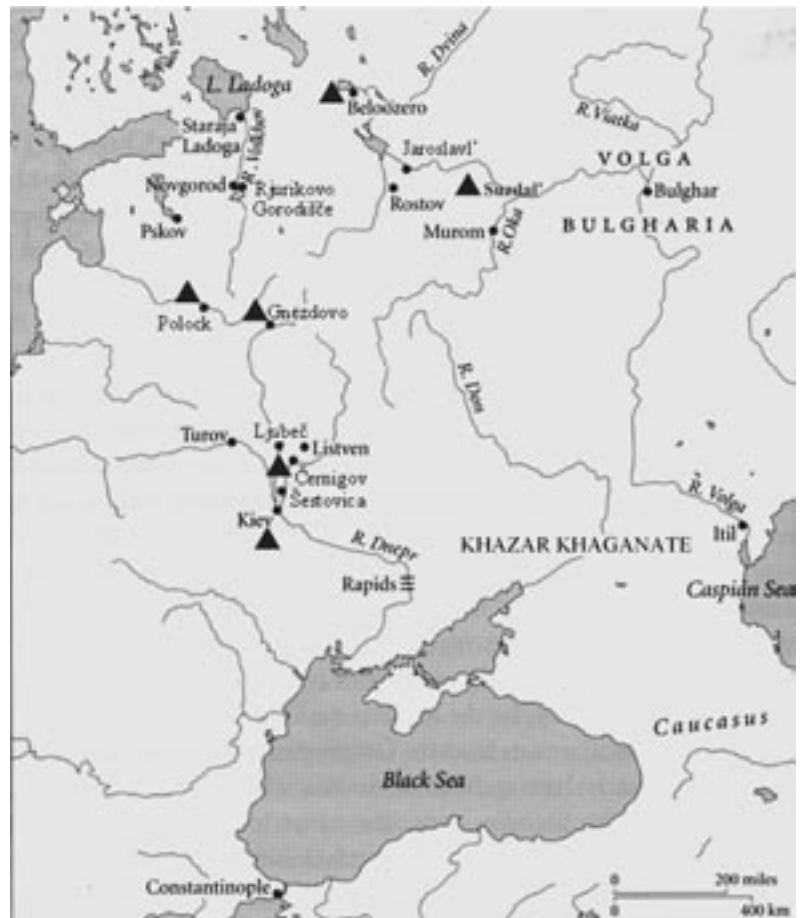 L. Ladoga
R. Dvina
Beloozero
R. Viatka
Staraja
Ladoga
R. Volkhov
Jaroslavl'
VOLGA
Novgorod
Rjurikovo
Gorodišče
Rostov
Suzdal'
Bulghar
Pskov
Murom
R. Oka
BULGHARIA
Polock
Gnezdovo
R. Don
Turov
Ljubeč
Listven
Černigov
Šestovica
R. Volga
Kiev
R. Dnepr
Itil
KHAZAR KHAGANATE
Rapids
Caspian Sea
Caucasus
Black Sea
Constantinople
0
200 miles
0
400 km